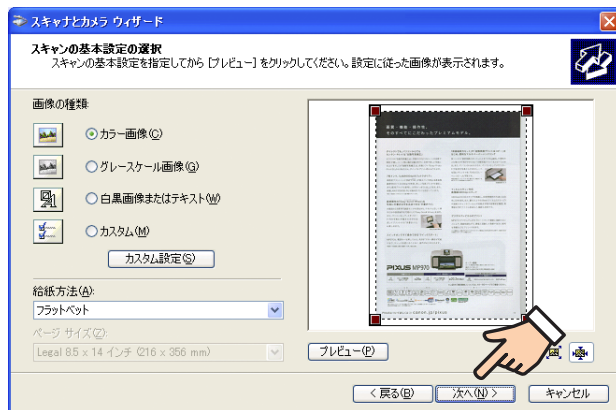 スキャナとカメラ ウィザード
スキャンの基本設定の選択
スキャンの基本設定を指定してから [プレビュー] をクリックしてください。設定に従った画像が表示されます。
画像の種類
カラー画像(C)
グレースケール画像(G)
白黒画像またはテキスト(W)
カスタム(M)
カスタム設定(S)
給紙方法(A):
フラットベット
ページ サイズ(Z):
Legal 8.5 x 14 インチ (216 x 356 mm)
PIXUS MP970
canon.jp/pixus
プレビュー(P)
< 戻る(B)
次へ(N) >
キャンセル